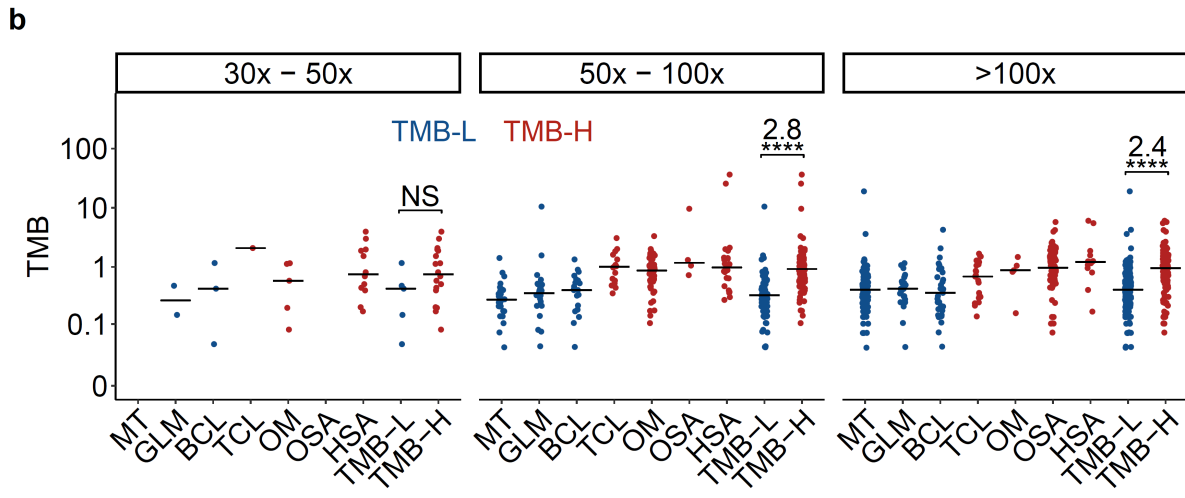 b
30x − 50x
50x − 100x
>100x
TMB-L TMB-H
TMB
100
10
1
0.1
0
NS
2.8
****
2.4
****
MT GLM BCL TCL OM OSA HSA TMB−L TMB−H
MT GLM BCL TCL OM OSA HSA TMB−L TMB−H
MT GLM BCL TCL OM OSA HSA TMB−L TMB−H